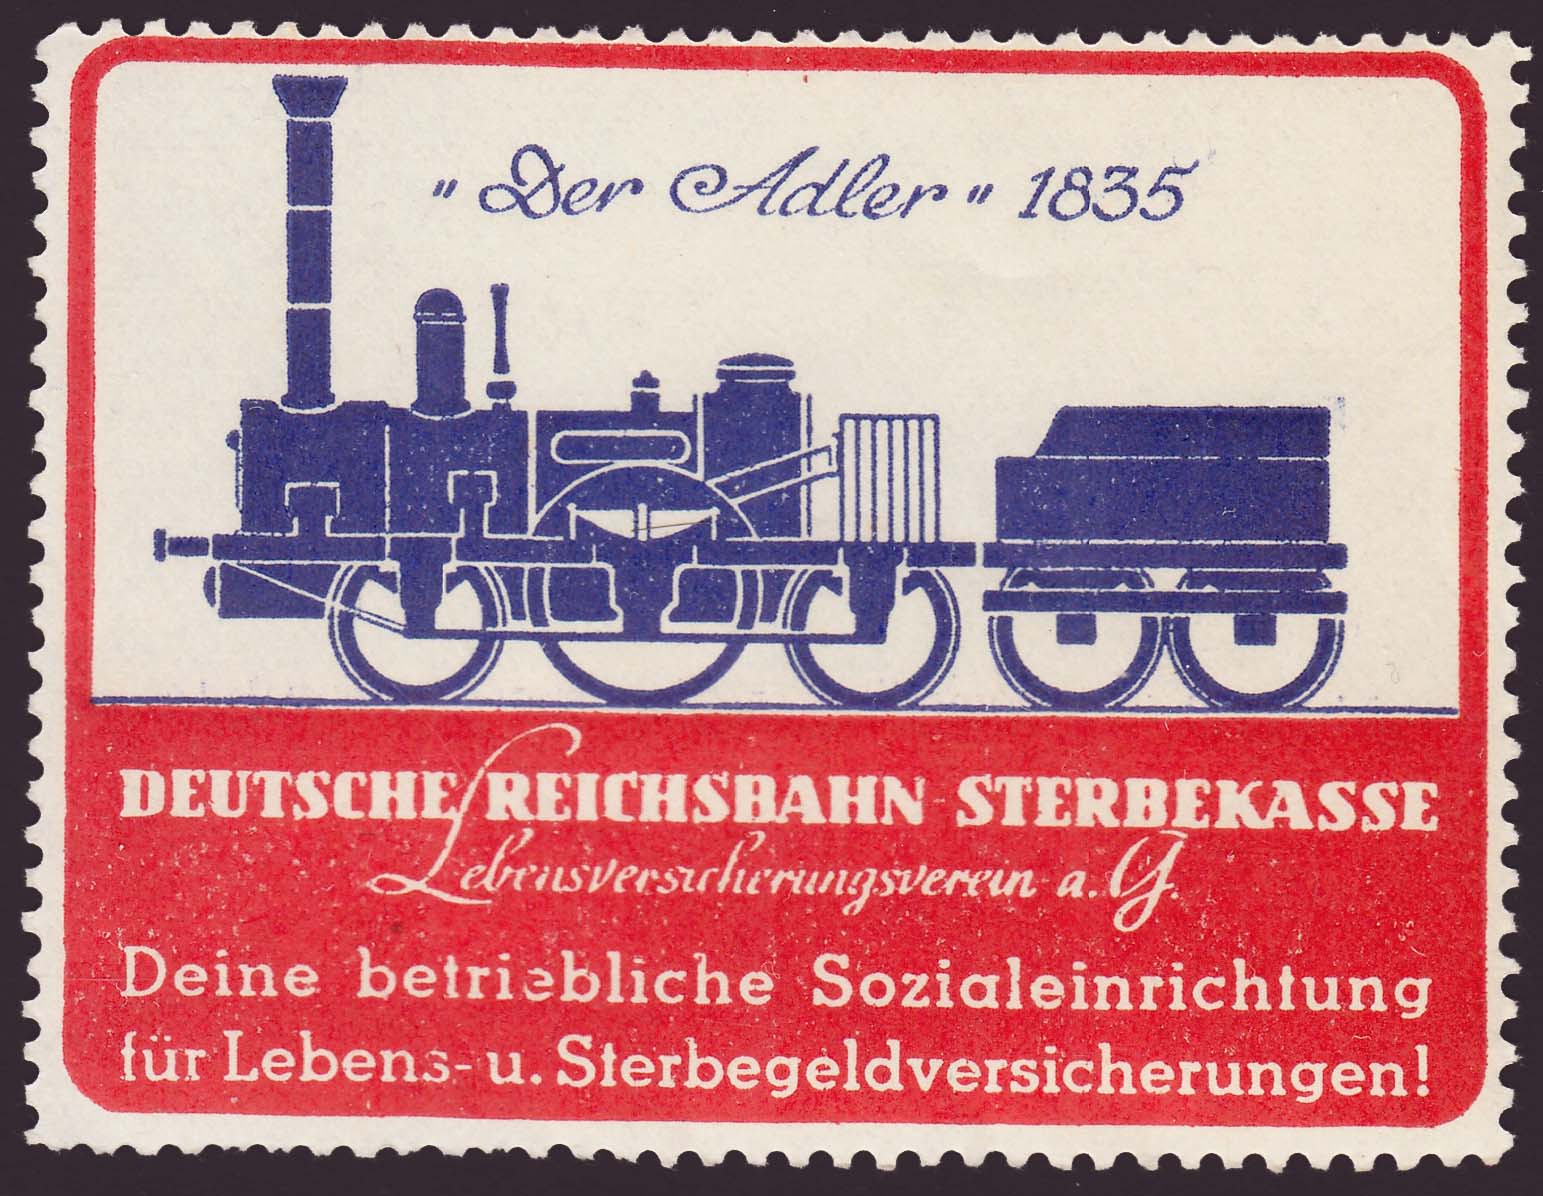 "Der Adler" 1835
DEUTSCHE REICHSBAHN-STERBEKASSE
Lebensversicherungsverein a. G.
Deine betriebliche Sozialeinrichtung
für Lebens- u. Sterbegeldversicherungen!